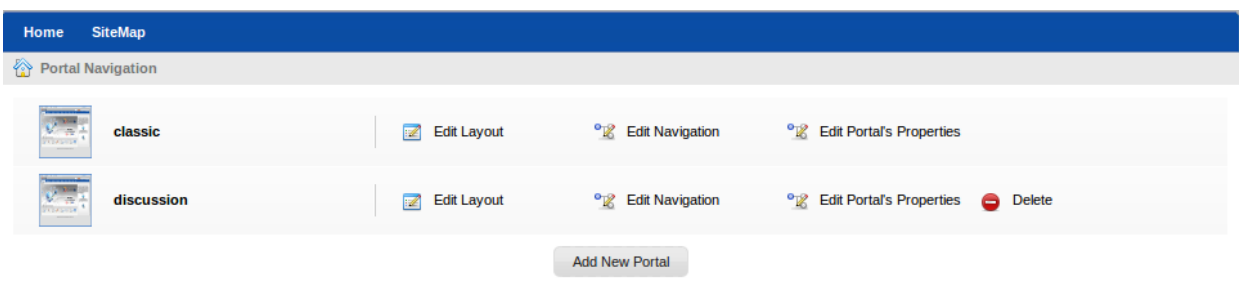 Home SiteMap
Portal Navigation
classic Edit Layout Edit Navigation Edit Portal's Properties
discussion Edit Layout Edit Navigation Edit Portal's Properties Delete
Add New Portal